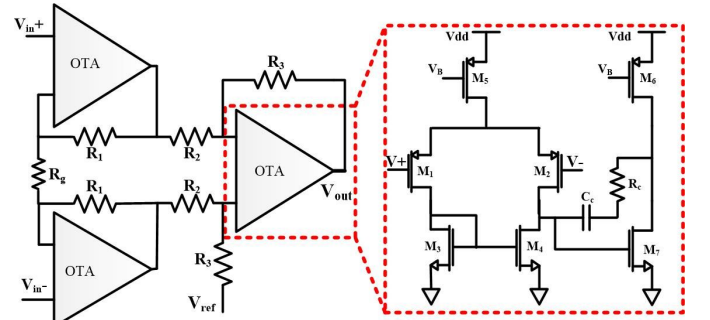 Vin+
OTA
R1
R2
R3
Rg
R1
R2
OTA
Vout
OTA
Vin-
R3
Vref
Vdd
VB
M5
Vdd
VB
M6
V+
M1
M2
V-
Cc
Rc
M3
M4
M7